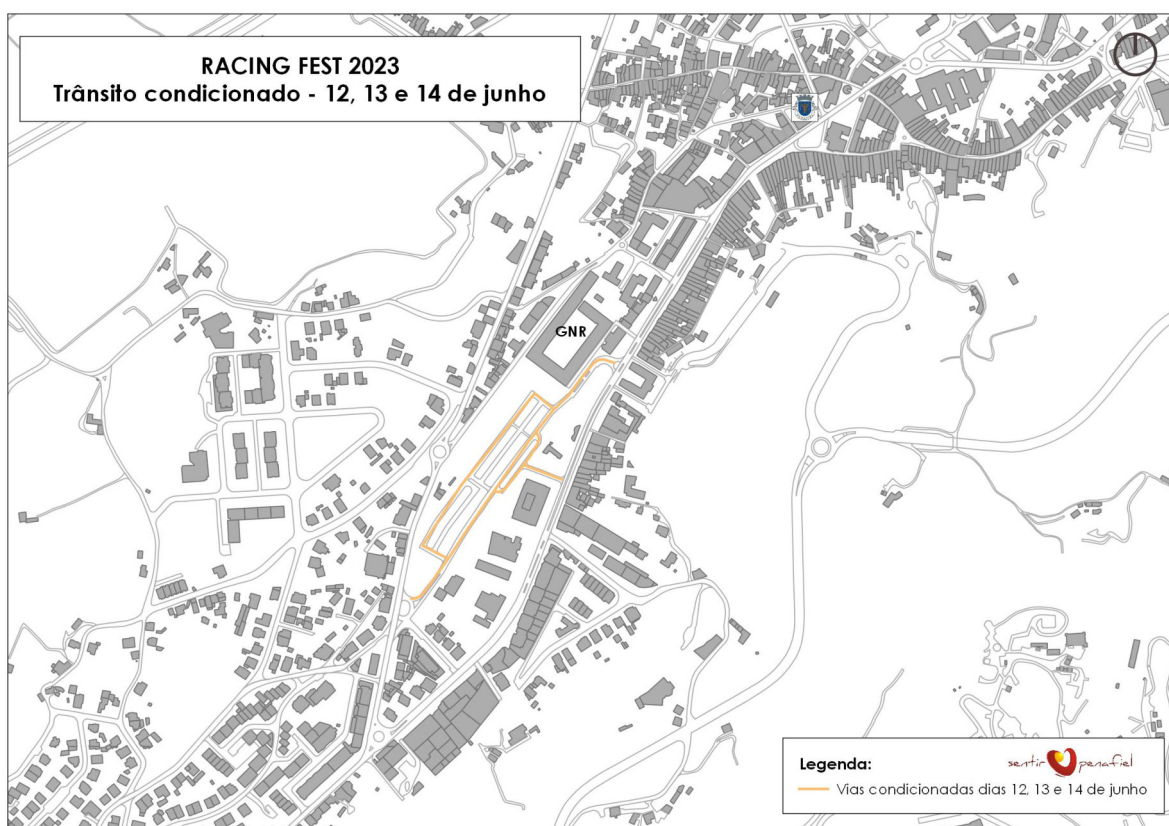 RACING FEST 2023
Trânsito condicionado - 12, 13 e 14 de junho
GNR
Legenda:
sentir penafiel
Vias condicionadas dias 12, 13 e 14 de junho